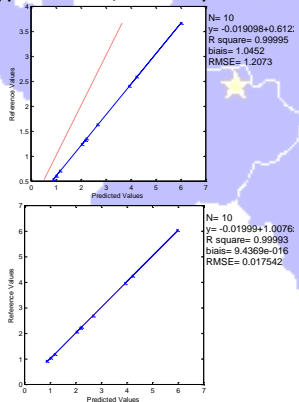 4
3.5
3
2.5
2
1.5
1
0.5
0 1 2 3 4 5 6 7
Predicted Values
Reference Values
N= 10
y= -0.019098+0.612
R square= 0.99995
biais= 1.0452
RMSE= 1.2073
7
6
5
4
3
2
1
0
0 1 2 3 4 5 6 7
Predicted Values
Reference Values
N= 10
y= -0.01999+1.0076
R square= 0.99993
biais= 9.4369e-016
RMSE= 0.017542